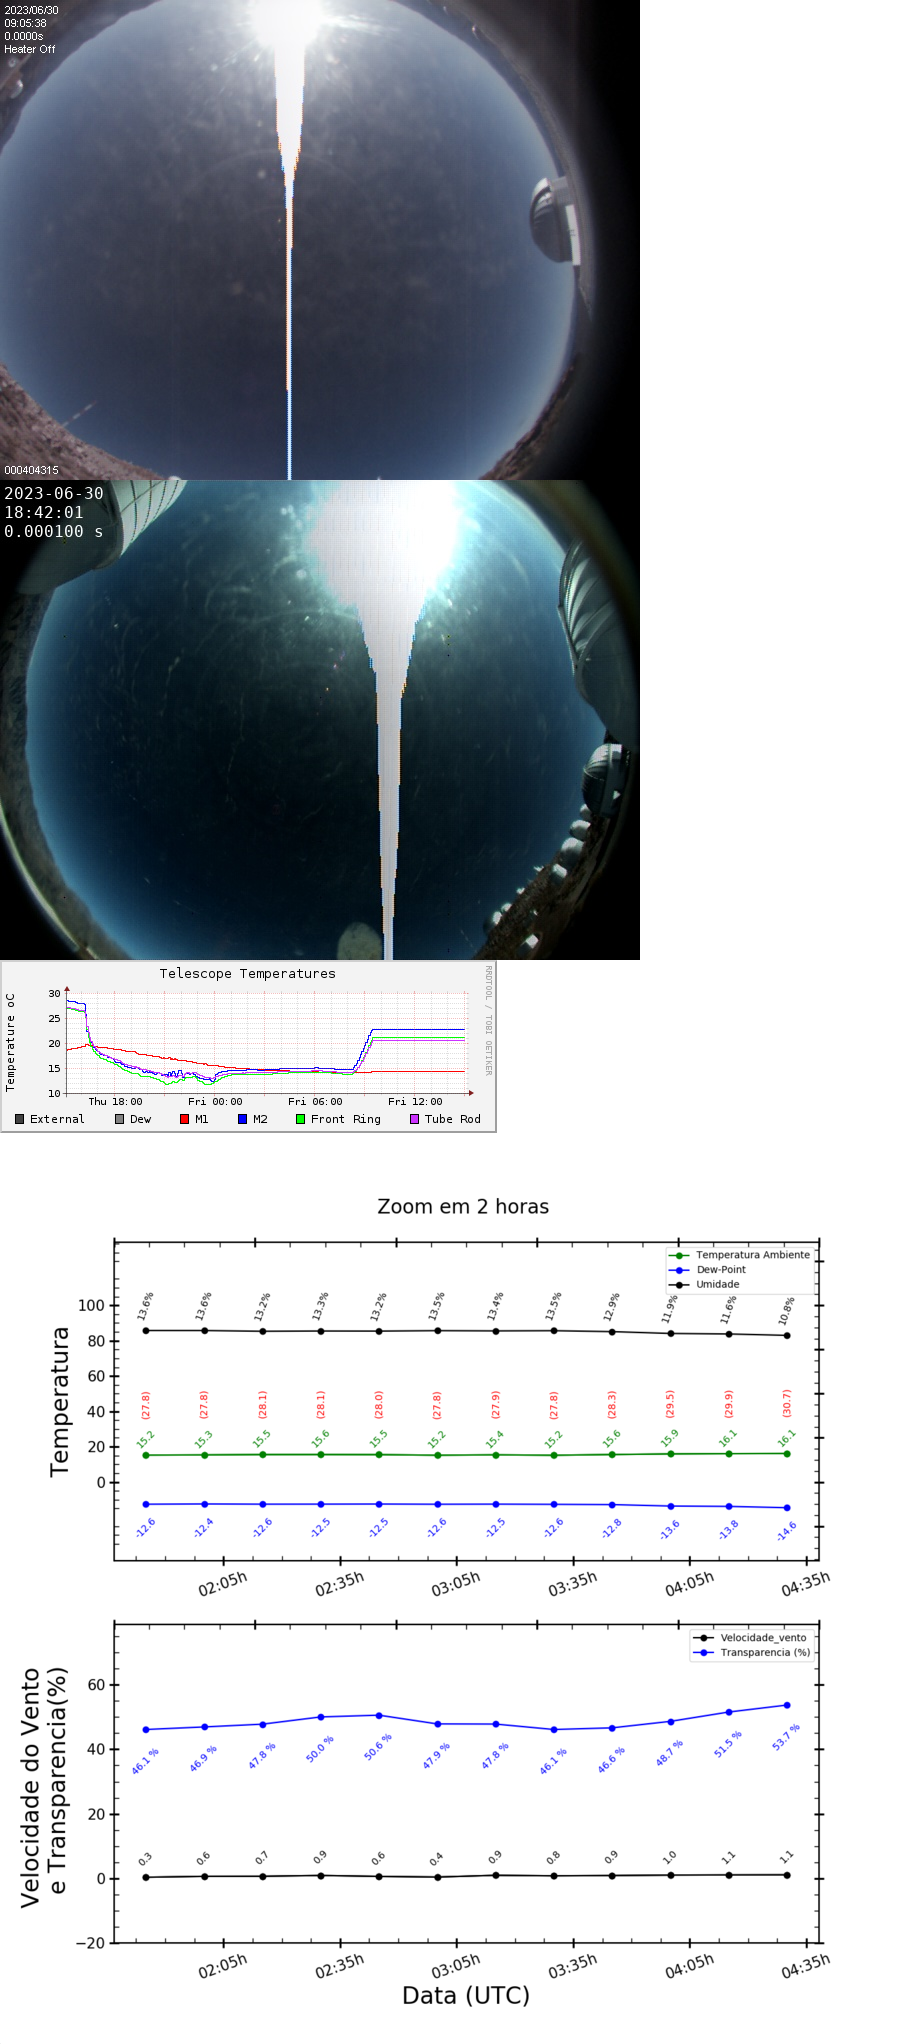 2023/06/30
09:05:38
0.0000s
Heater Off
000404315
2023-06-30
18:42:01
0.000100 s
Telescope Temperatures
RRDTOOL / TOBI OETIKER
Temperature oC
30
25
20
15
10
Thu 18:00 Fri 00:00 Fri 06:00 Fri 12:00
External Dew M1 M2 Front Ring Tube Rod
Zoom em 2 horas
Temperatura Ambiente
Dew-Point
Umidade
Temperatura
100
80
60
40
20
0
13.6% 13.6% 13.2% 13.3% 13.2% 13.5% 13.4% 13.5% 12.9% 11.9% 11.6% 10.8%
(27.8) (27.8) (28.1) (28.1) (28.0) (27.8) (27.9) (27.8) (28.3) (29.5) (29.9) (30.7)
15.2 15.3 15.5 15.6 15.5 15.2 15.4 15.2 15.6 15.9 16.1 16.1
-12.6 -12.4 -12.6 -12.5 -12.5 -12.6 -12.5 -12.6 -12.8 -13.6 -13.8 -14.6
02:05h 02:35h 03:05h 03:35h 04:05h 04:35h
Velocidade_vento
Transparencia (%)
Velocidade do Vento
e Transparencia(%)
60
40
20
0
−20
46.1 % 46.9 % 47.8 % 50.0 % 50.6 % 47.9 % 47.8 % 46.1 % 46.6 % 48.7 % 51.5 % 53.7 %
0.3 0.6 0.7 0.9 0.6 0.4 0.9 0.8 0.9 1.0 1.1 1.1
02:05h 02:35h 03:05h 03:35h 04:05h 04:35h
Data (UTC)